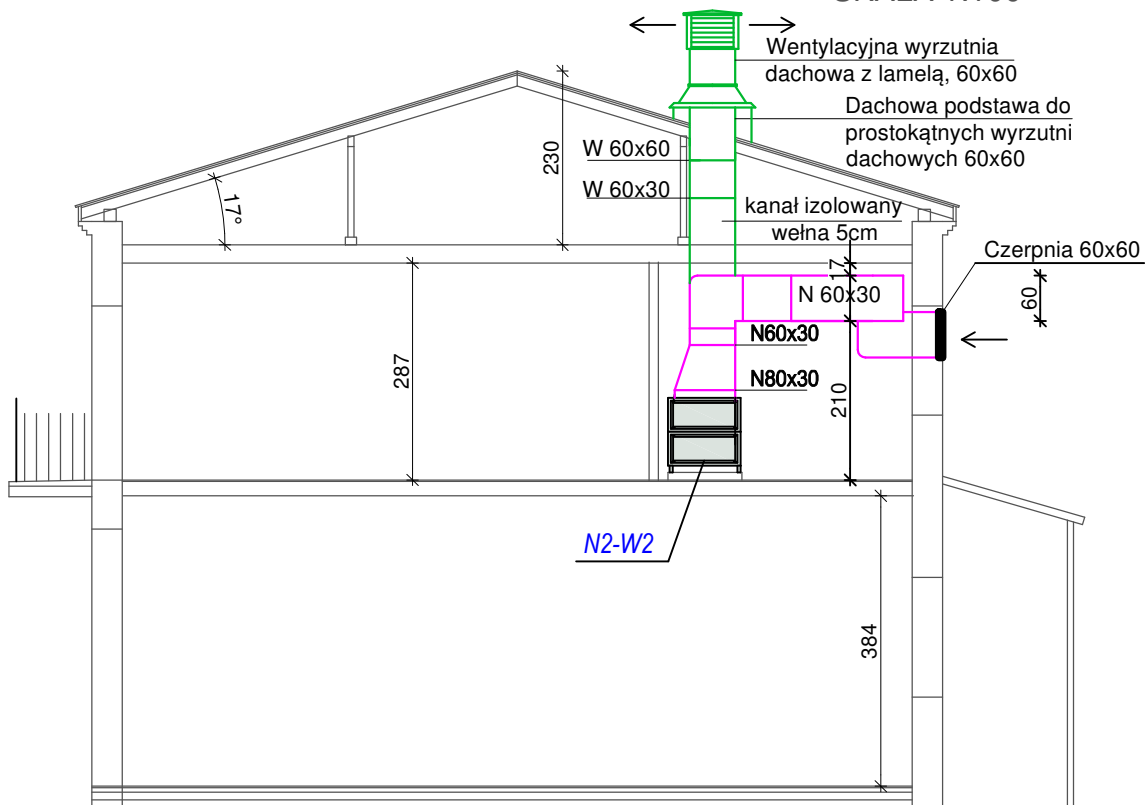 Wentylacyjna wyrzutnia
dachowa z lamelą, 60x60
Dachowa podstawa do
prostokątnych wyrzutni
dachowych 60x60
W 60x60
W 60x30
230
17°
kanał izolowany
wełna 5cm
Czerpnia 60x60
17
N 60x30
60
N60x30
N80x30
287
210
N2-W2
384